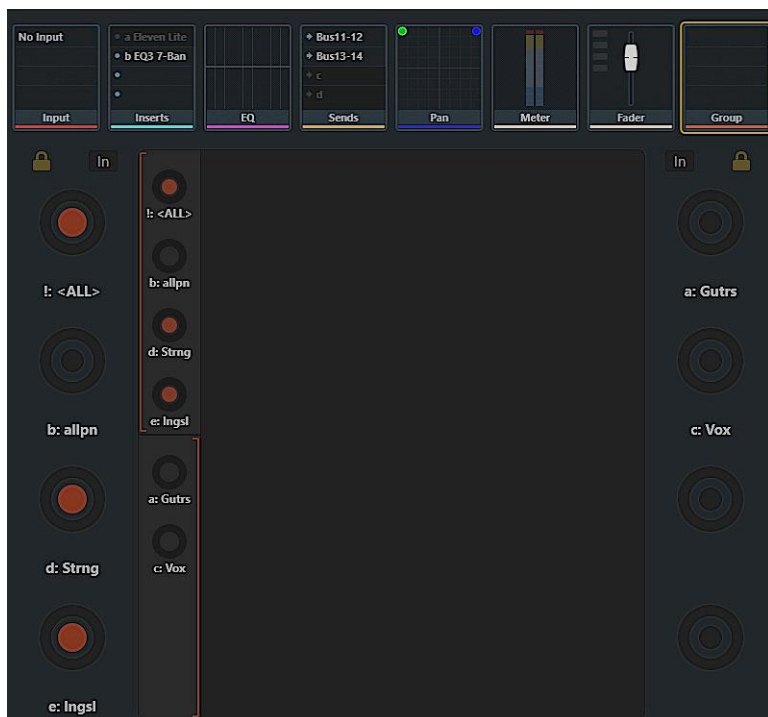 No Input
a Eleven Lite
b EQ3 7-Ban
Bus11-12
Bus13-14
c
d
Input
Inserts
EQ
Sends
Pan
Meter
Fader
Group
In
In
!: <ALL>
b: allpn
d: Strng
e: Ingsl
!: <ALL>
b: allpn
d: Strng
e: Ingsl
a: Gutrs
c: Vox
a: Gutrs
c: Vox